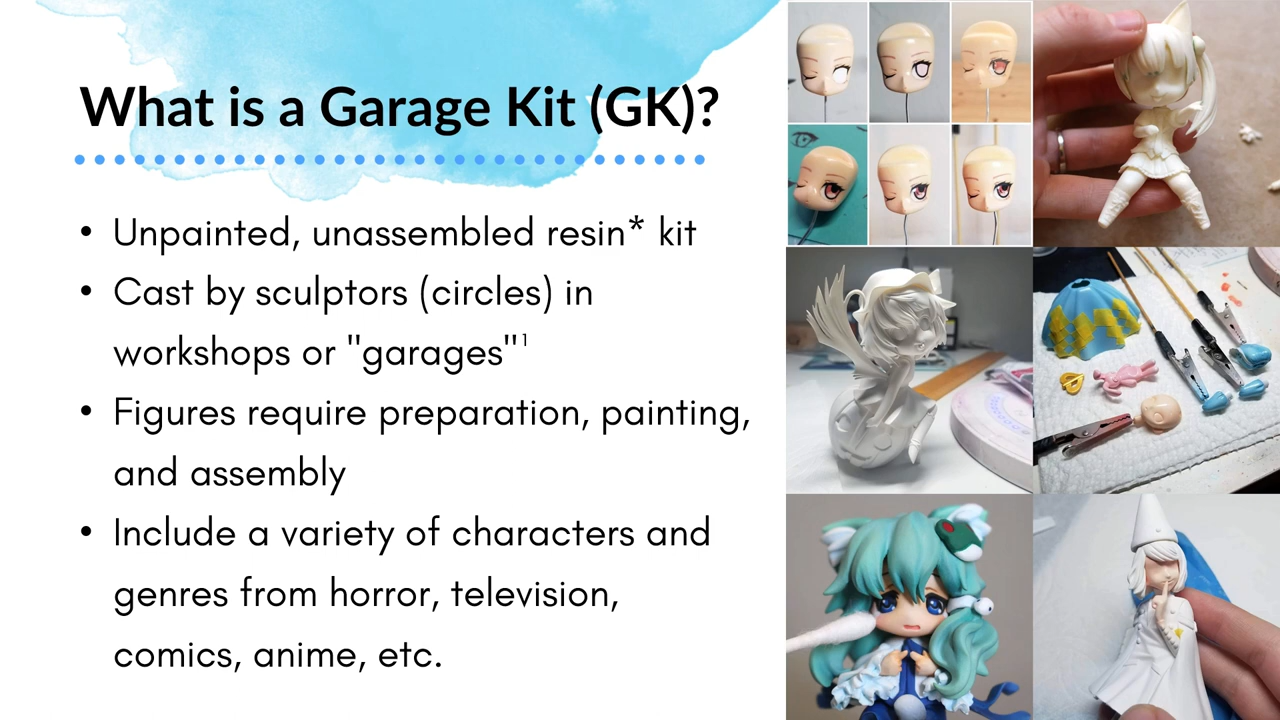 What is a Garage Kit (GK)?
• Unpainted, unassembled resin* kit
• Cast by sculptors (circles) in
workshops or "garages"¹
• Figures require preparation, painting,
and assembly
• Include a variety of characters and
genres from horror, television,
comics, anime, etc.